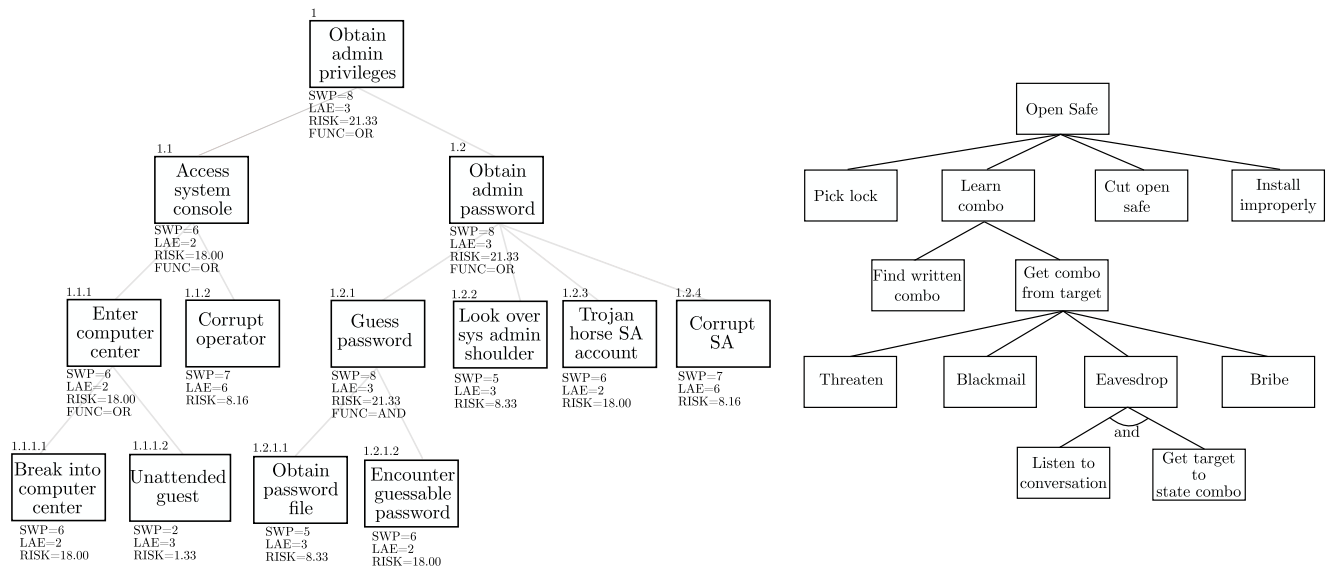 1
Obtain
admin
privileges
SWP=8
LAE=3
RISK=21.33
FUNC=OR
1.1
Access
system
console
SWP=6
LAE=2
RISK=18.00
FUNC=OR
1.2
Obtain
admin
password
SWP=8
LAE=3
RISK=21.33
FUNC=OR
1.1.1
Enter
computer
center
SWP=6
LAE=2
RISK=18.00
FUNC=OR
1.1.2
Corrupt
operator
SWP=7
LAE=6
RISK=8.16
1.2.1
Guess
password
SWP=8
LAE=3
RISK=21.33
FUNC=AND
1.2.2
Look over
sys admin
shoulder
SWP=5
LAE=3
RISK=8.33
1.2.3
Trojan
horse SA
account
SWP=6
LAE=2
RISK=18.00
1.2.4
Corrupt
SA
SWP=7
LAE=6
RISK=8.16
1.1.1.1
Break into
computer
center
SWP=6
LAE=2
RISK=18.00
1.1.1.2
Unattended
guest
SWP=2
LAE=3
RISK=1.33
1.2.1.1
Obtain
password
file
SWP=5
LAE=3
RISK=8.33
1.2.1.2
Encounter
guessable
password
SWP=6
LAE=2
RISK=18.00
Open Safe
Pick lock
Learn
combo
Cut open
safe
Install
improperly
Find written
combo
Get combo
from target
Threaten
Blackmail
Eavesdrop
Bribe
and
Listen to
conversation
Get target
to
state combo